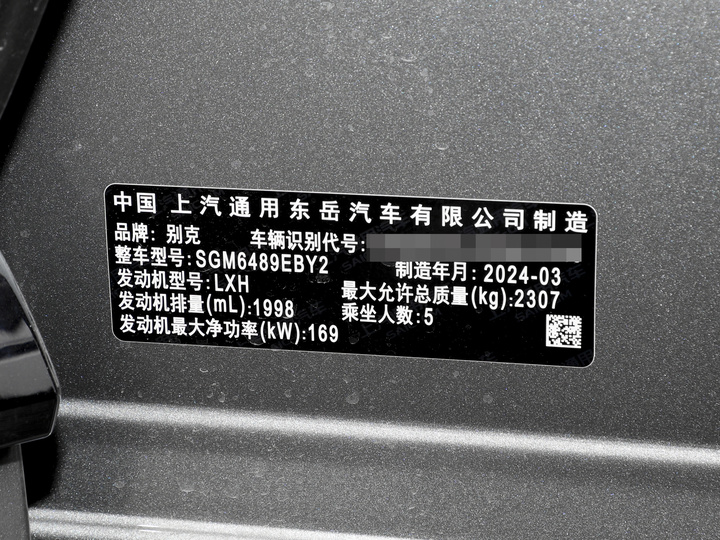 中国 上汽通用东岳汽车有限公司制造
品牌: 别克 车辆识别代号:
整车型号:SGM6489EBY2 制造年月: 2024-03
发动机型号:LXH 最大允许总质量(kg):2307
发动机排量(mL):1998 乘坐人数:5
发动机最大净功率(kW):169